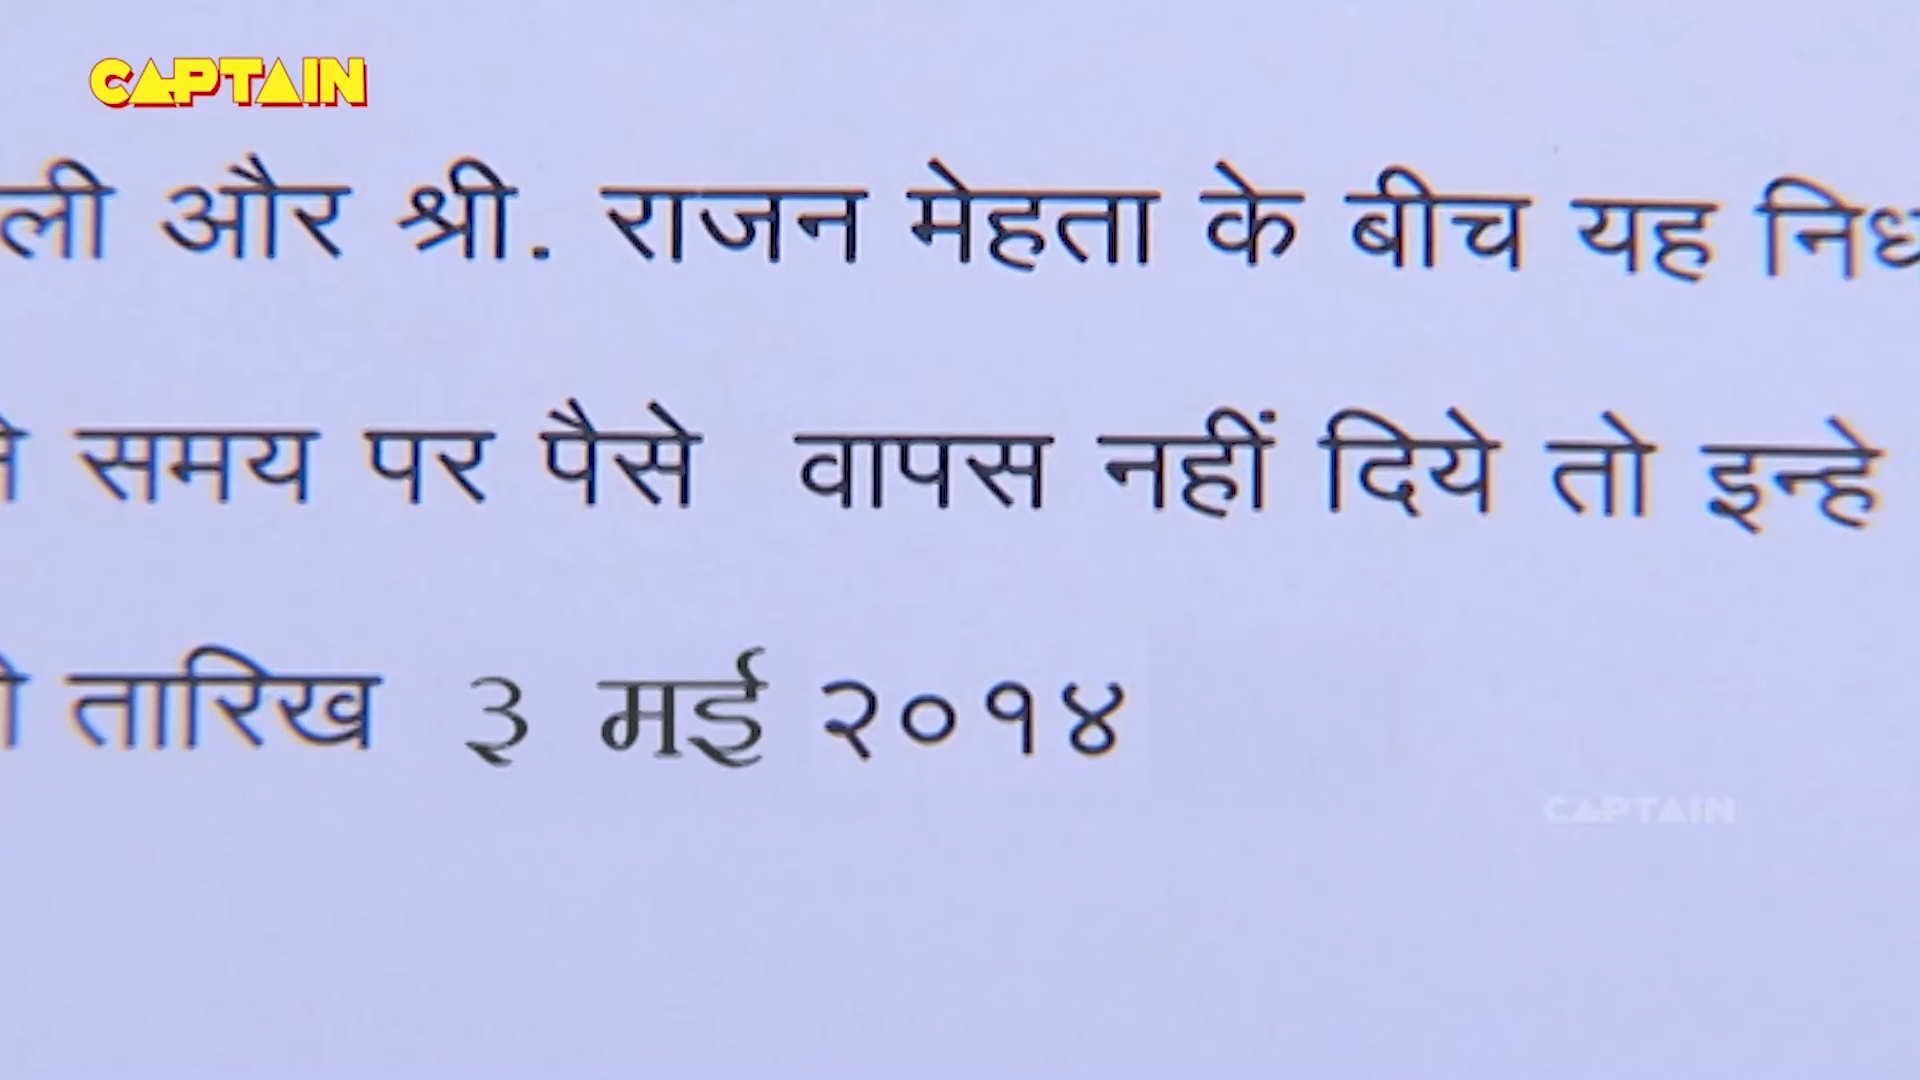 CAPTAIN
ली और श्री. राजन मेहता के बीच यह निध
समय पर पैसे वापस नहीं दिये तो इन्हे
तारिख ३ मई २०१४
CAPTAIN